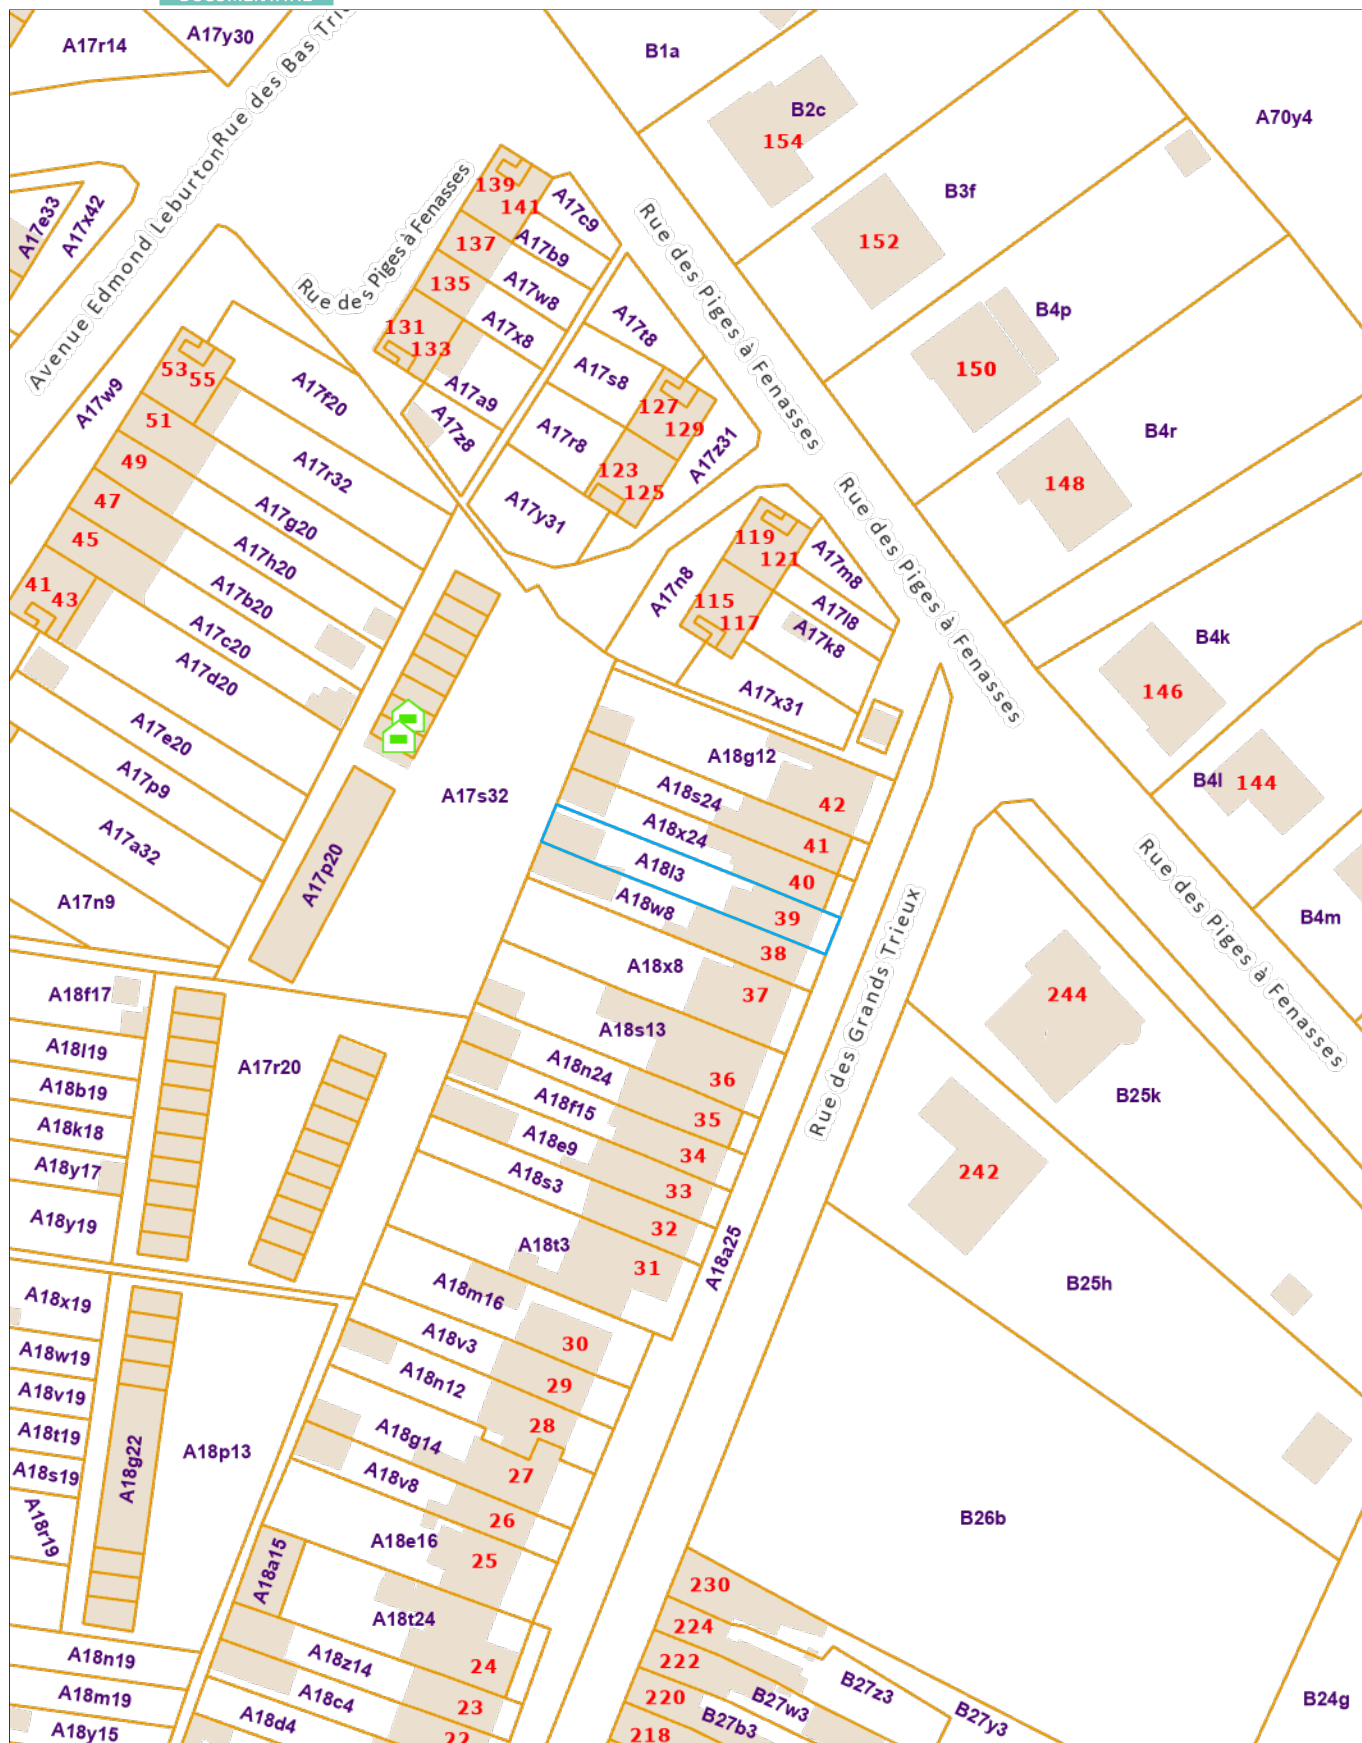 A17r14
A17y30
Rue des Bas Trie
B1a
B2c
154
A70y4
Avenue Edmond Leburton
Rue des Piges à Fenasses
139
141
A17c9
B3f
152
A17e33
A17x42
137
A17b9
135
A17w8
131
133
A17x8
A17t8
Rue des Piges à Fenasses
B4p
150
53
55
A17w9
A17f20
A17a9
A17z8
A17s8
127
129
A17r8
A17z31
B4r
148
51
49
A17r32
47
A17g20
45
A17h20
123
125
A17y31
Rue des Piges à Fenasses
41
43
A17b20
A17c20
A17d20
A17n8
119
121
A17m8
115
117
A17l8
A17k8
A17x31
B4k
146
A17e20
A17p9
A17a32
A17n9
A17s32
A17p20
A18g12
42
A18s24
41
A18x24
40
A18l3
39
A18w8
38
B4l
144
Rue des Piges à Fenasses
B4m
A18x8
37
Rue des Grands Trieux
244
A18f17
A18l19
A18b19
A18k18
A18y17
A18y19
A17r20
A18s13
36
A18n24
35
A18f15
34
A18e9
33
A18s3
32
B25k
242
A18t3
31
A18a25
B25h
A18x19
A18w19
A18v19
A18t19
A18s19
A18r19
A18g22
A18p13
A18m16
30
A18v3
29
A18n12
28
A18g14
27
A18v8
26
B26b
A18e16
25
A18a15
A18t24
24
230
224
222
220
218
A18n19
A18m19
A18y15
A18z14
23
A18c4
22
A18d4
B27z3
B27w3
B27b3
B27y3
B24g